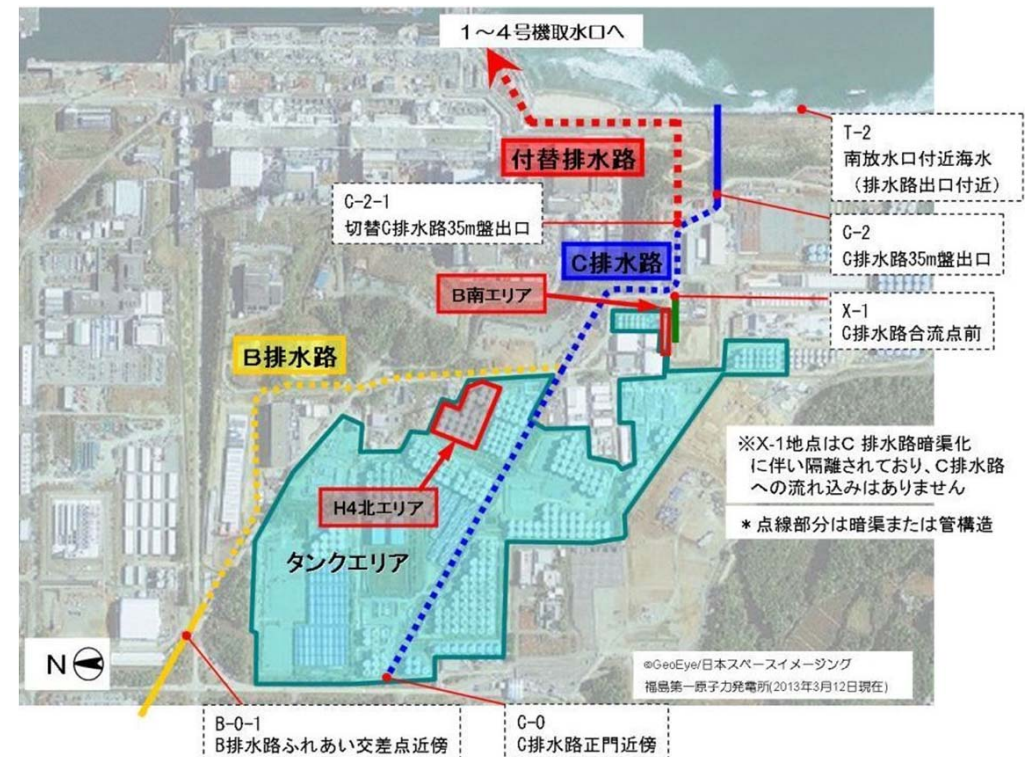 1～4号機取水口へ
付替排水路
T-2
南放水口付近海水
（排水路出口付近）
C-2-1
切替C排水路35m盤出口
C排水路
C-2
C排水路35m盤出口
B南エリア
X-1
C排水路合流点前
B排水路
※X-1地点はC 排水路暗渠化
に伴い隔離されており、C排水路
への流れ込みはありません
H4北エリア
＊点線部分は暗渠または管構造
タンクエリア
N
©GeoEye/日本スペースイメージング
福島第一原子力発電所(2013年3月12日現在)
B-0-1
B排水路ふれあい交差点近傍
C-0
C排水路正門近傍